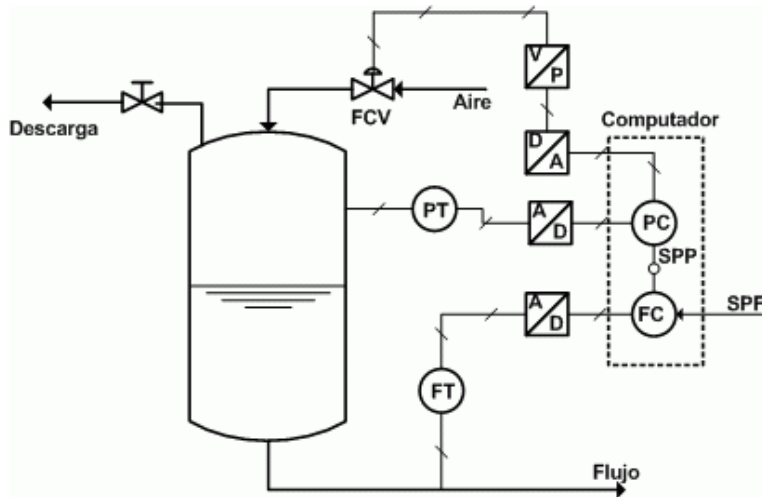 V
P
Descarga
Aire
FCV
Computador
D
A
PT
A
D
PC
SPP
A
D
FC
SPF
FT
Flujo